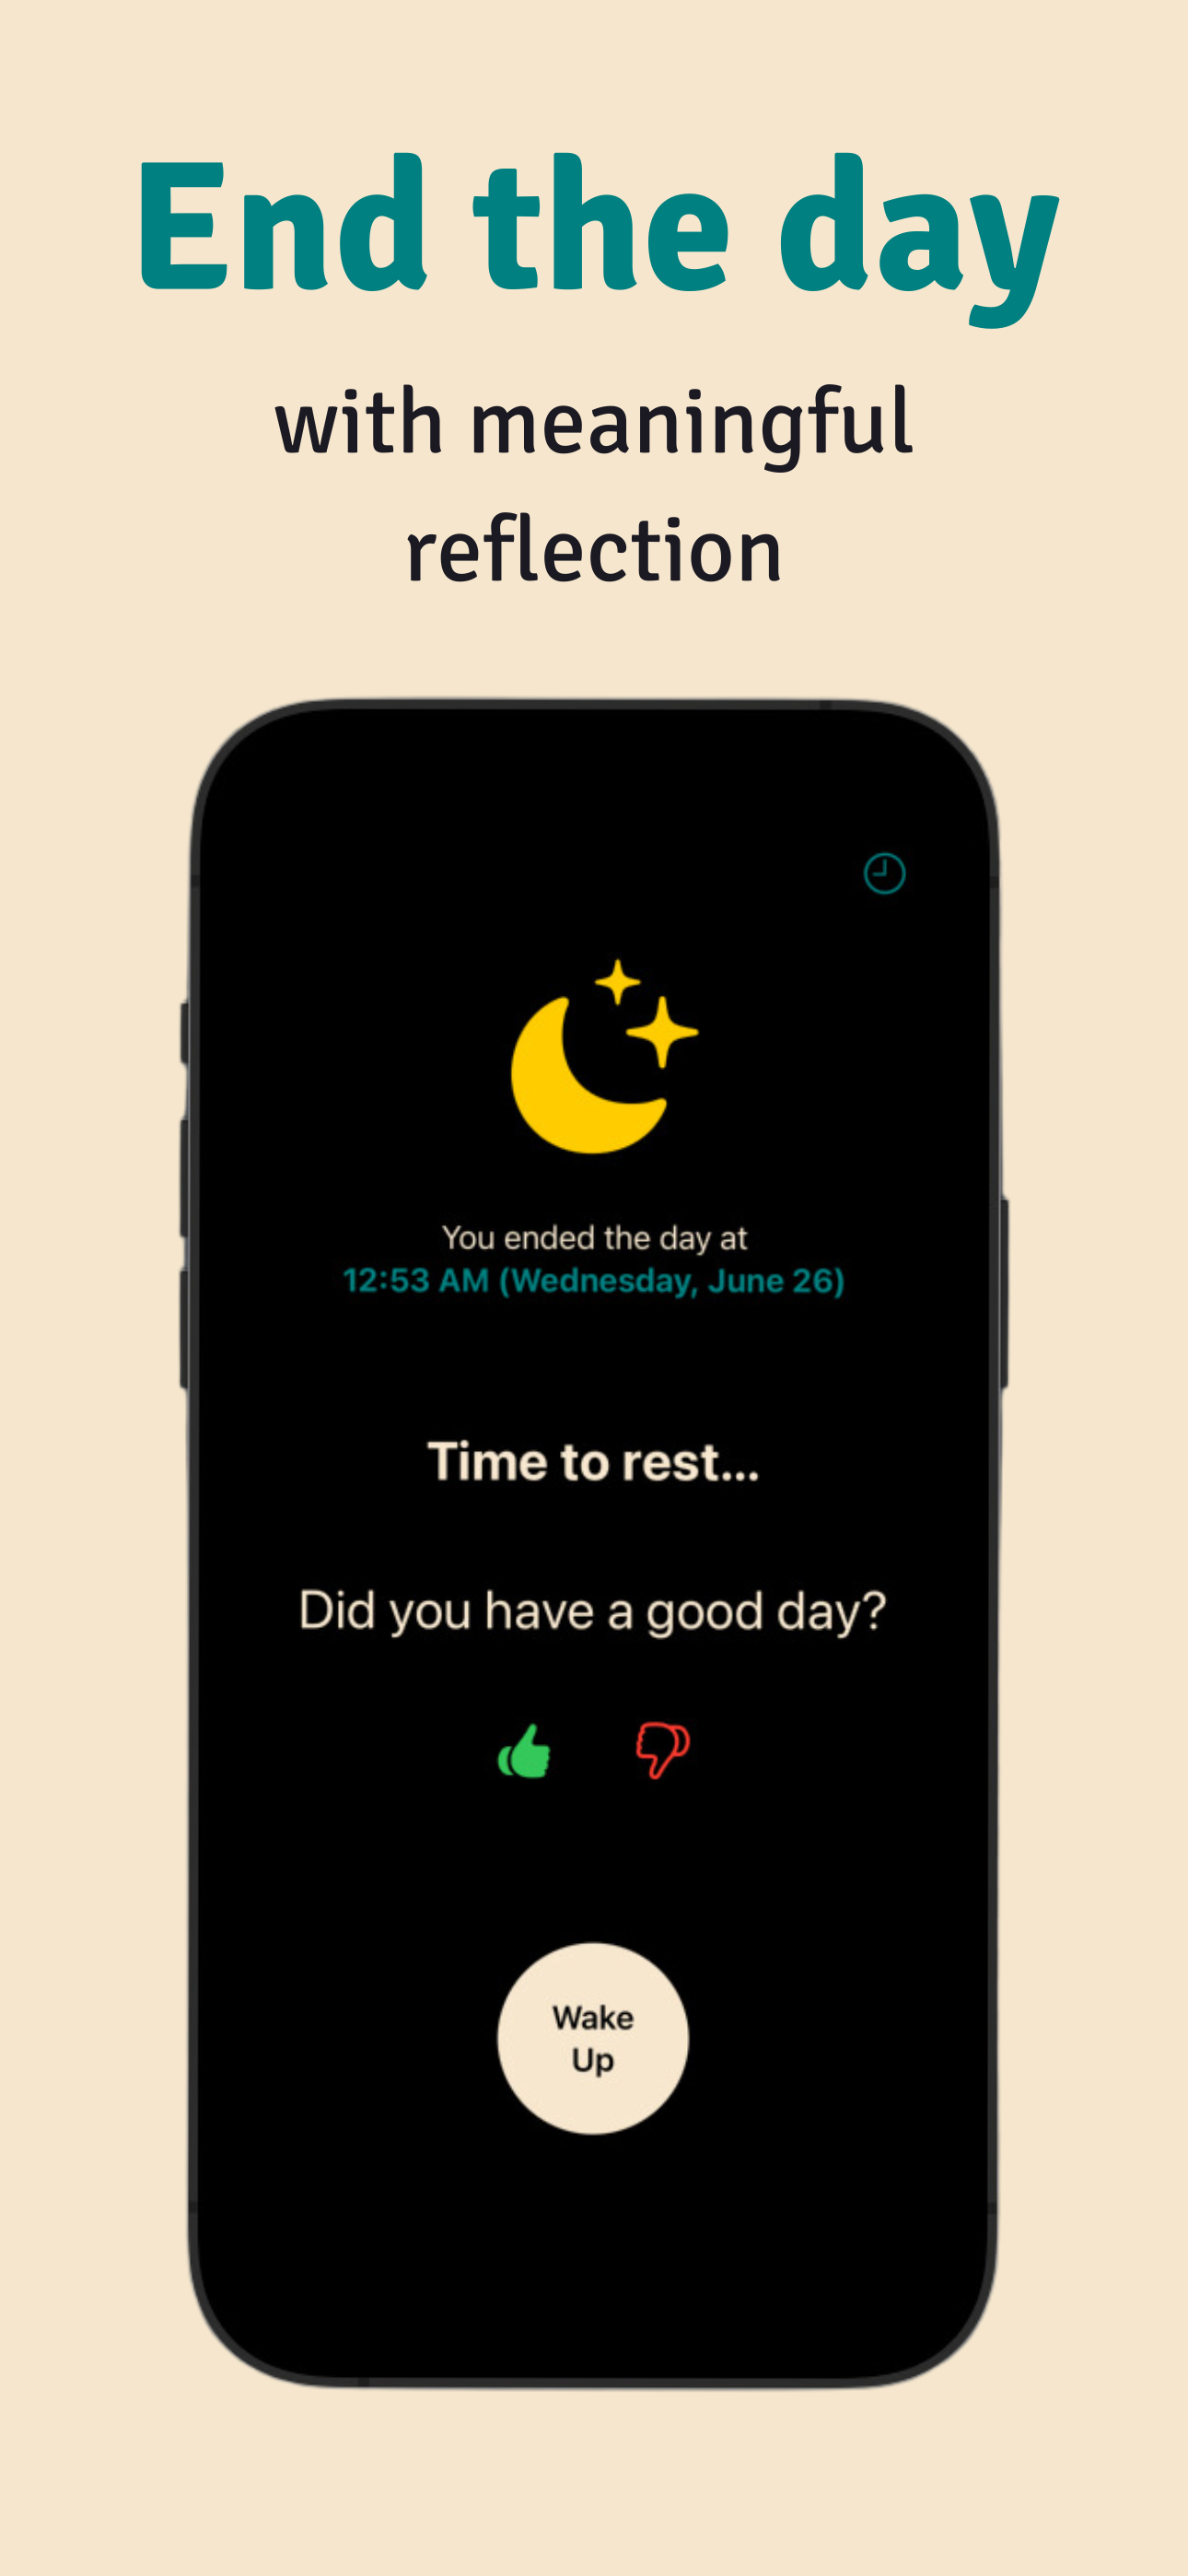 End the day
with meaningful
reflection
You ended the day at
12:53 AM (Wednesday, June 26)
Time to rest...
Did you have a good day?
Wake
Up